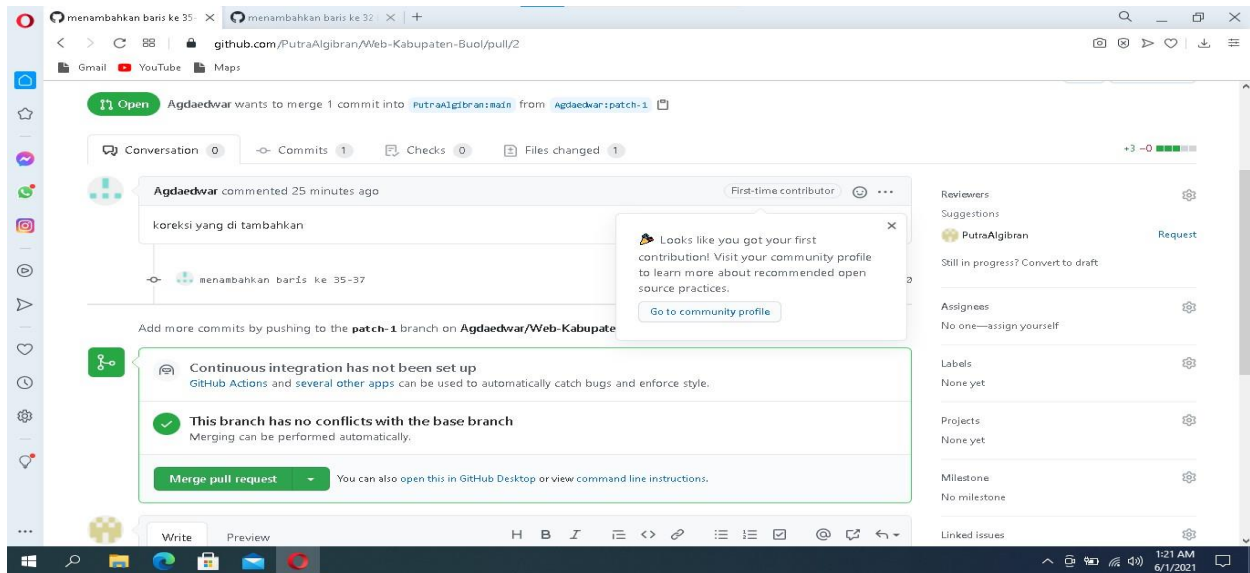 menambahkan baris ke 35-
menambahkan baris ke 32
github.com/PutraAlgibran/Web-Kabupaten-Buol/pull/2
Gmail YouTube Maps
Open Agdaedwar wants to merge 1 commit into PutraAlgibran:main from Agdaedwar:patch-1
Conversation 0 Commits 1 Checks 0 Files changed 1 +3 −0
Agdaedwar commented 25 minutes ago First-time contributor
koreksi yang di tambahkan
Looks like you got your first
contribution! Visit your community profile
to learn more about recommended open
source practices.
Go to community profile
menambahkan baris ke 35-37
Add more commits by pushing to the patch-1 branch on Agdaedwar/Web-Kabupate
Continuous integration has not been set up
GitHub Actions and several other apps can be used to automatically catch bugs and enforce style.
This branch has no conflicts with the base branch
Merging can be performed automatically.
Merge pull request You can also open this in GitHub Desktop or view command line instructions.
Write Preview
Reviewers
Suggestions
PutraAlgibran Request
Still in progress? Convert to draft
Assignees
No one—assign yourself
Labels
None yet
Projects
None yet
Milestone
No milestone
Linked issues
1:21 AM
6/1/2021